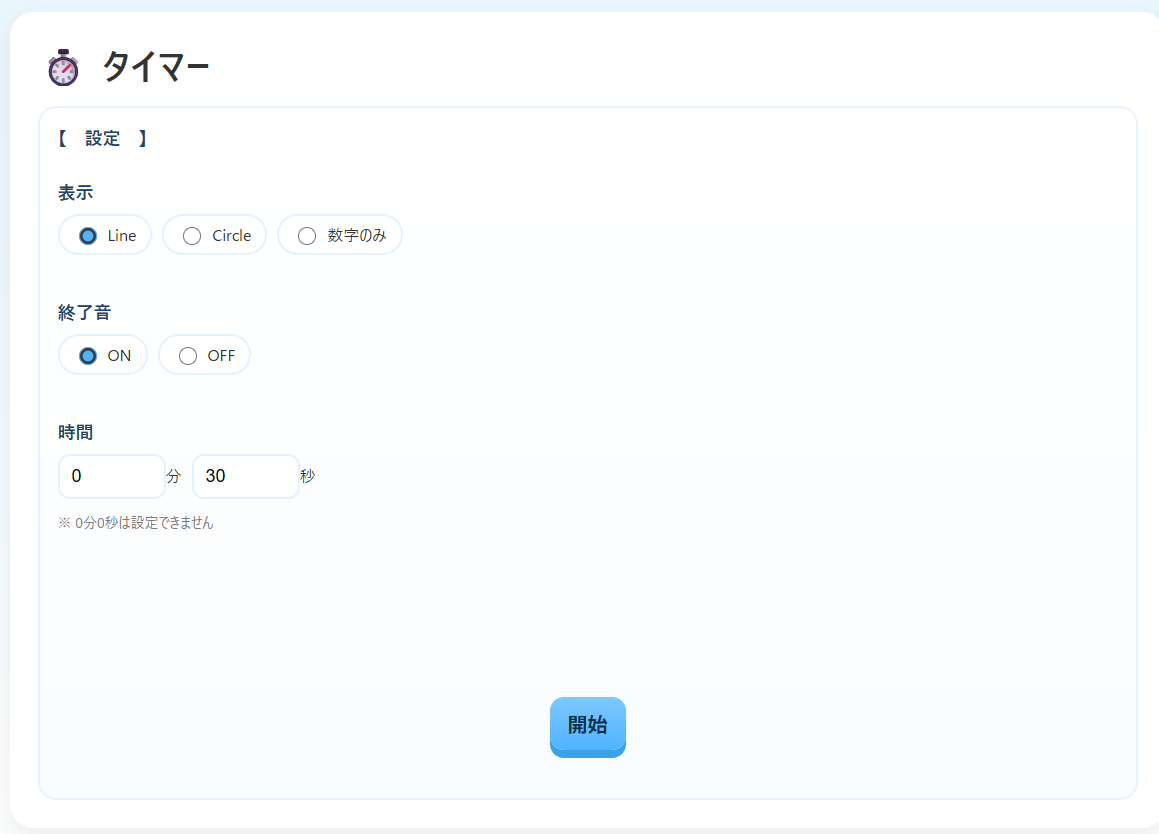 タイマー
【　設定　】
表示
Line Circle 数字のみ
終了音
ON OFF
時間
0 分 30 秒
※ 0分0秒は設定できません
開始